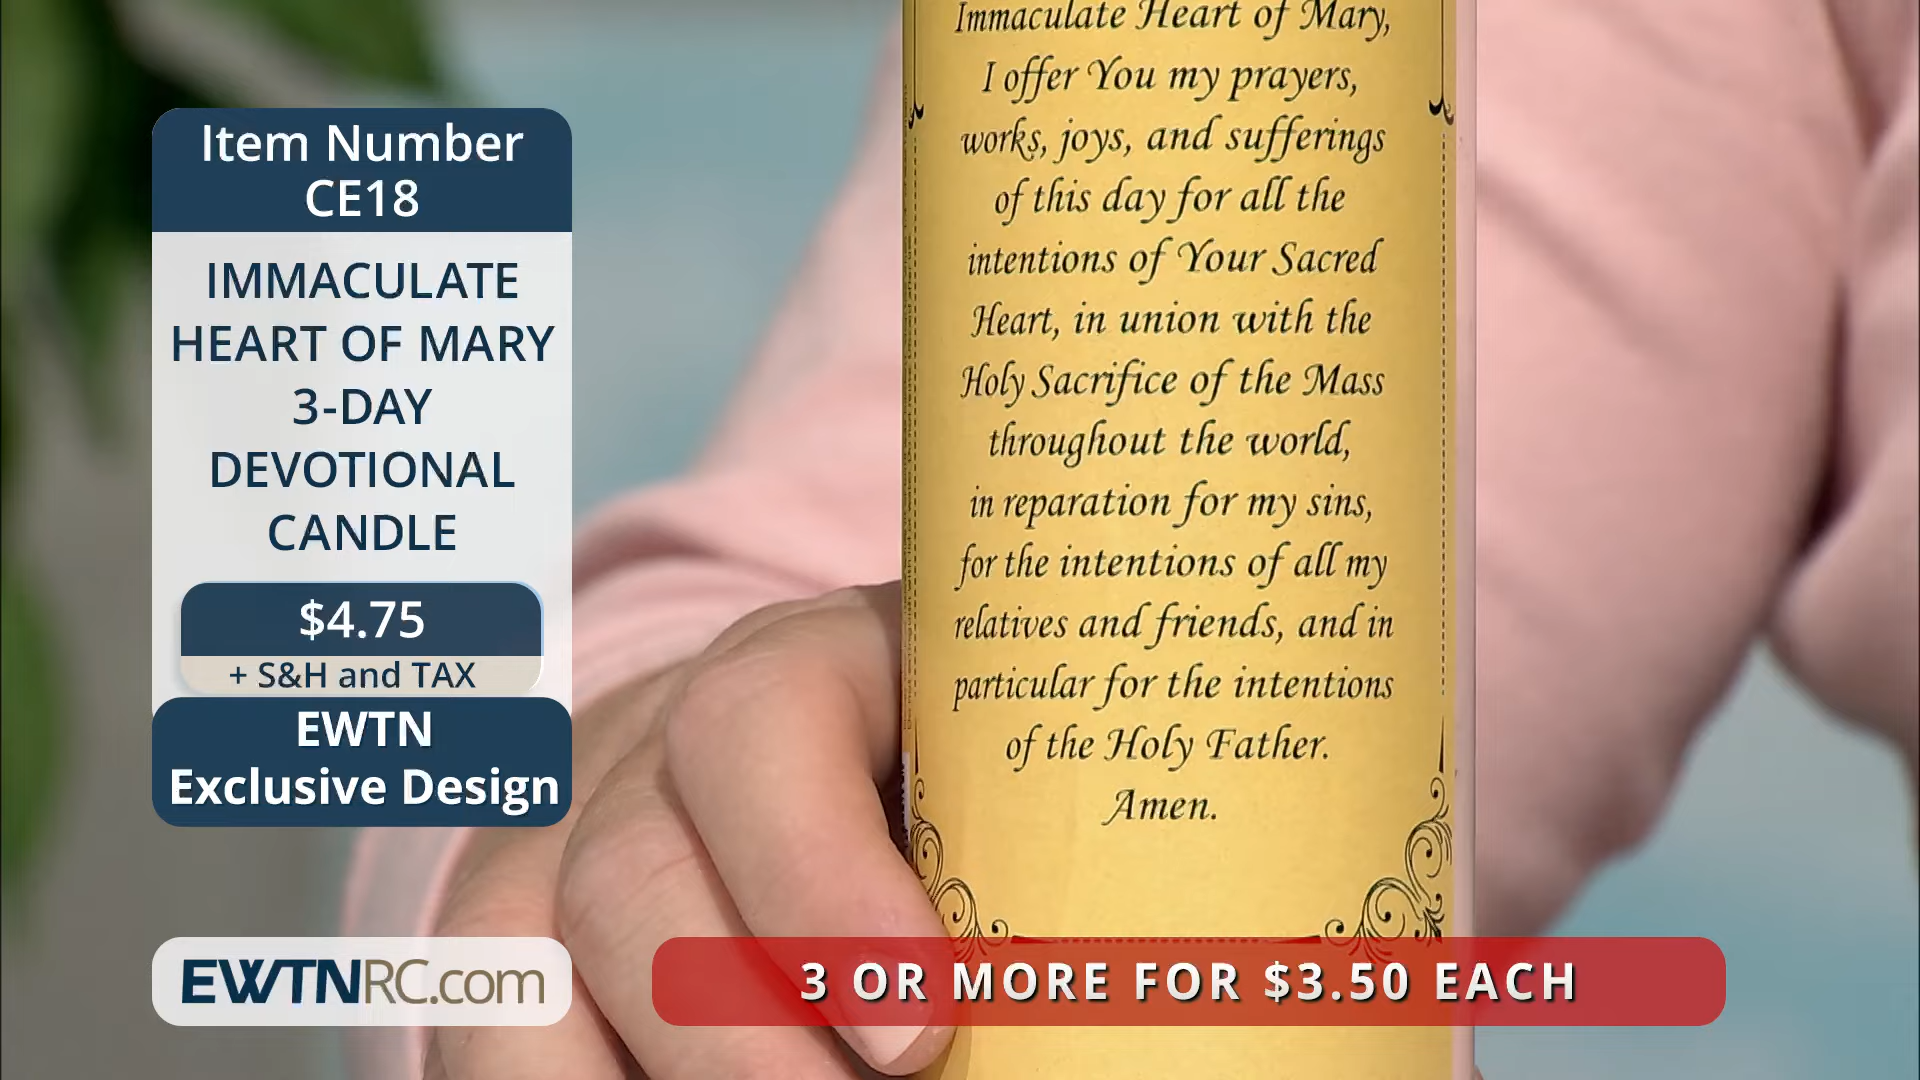 Item Number
CE18
IMMACULATE
HEART OF MARY
3-DAY
DEVOTIONAL
CANDLE
$4.75
+ S&H and TAX
EWTN
Exclusive Design
EWTNRC.com
Immaculate Heart of Mary,
I offer You my prayers,
works, joys, and sufferings
of this day for all the
intentions of Your Sacred
Heart, in union with the
Holy Sacrifice of the Mass
throughout the world,
in reparation for my sins,
for the intentions of all my
relatives and friends, and in
particular for the intentions
of the Holy Father.
Amen.
3 OR MORE FOR $3.50 EACH